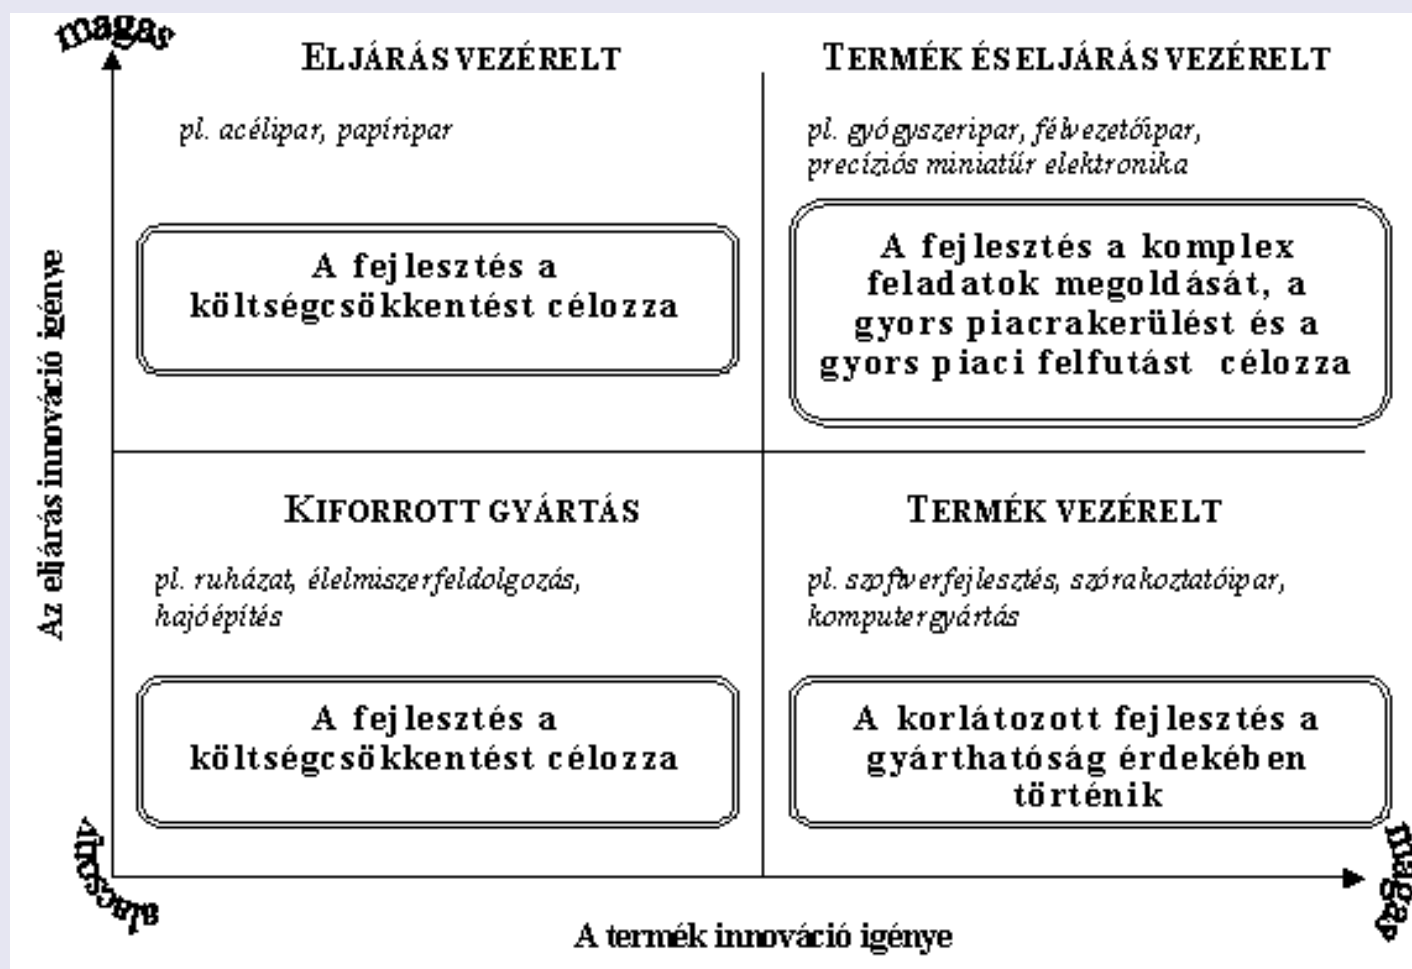 magas
ELJÁRÁS VEZÉRELT
pl. acélipar, papíripar
A fejlesztés a
költségcsökkentést célozza
TERMÉK ÉS ELJÁRÁS VEZÉRELT
pl. gyógyszeripar, félvezetőipar,
precíziós miniatűr elektronika
A fejlesztés a komplex
feladatok megoldását, a
gyors piacrakerülést és a
gyors piaci felfutást célozza
Az eljárás innováció igénye
KIFORROTT GYÁRTÁS
pl. ruházat, élelmiszerfeldolgozás,
hajóépítés
A fejlesztés a
költségcsökkentést célozza
TERMÉK VEZÉRELT
pl. szoftverfejlesztés, szórakoztatóipar,
komputergyártás
A korlátozott fejlesztés a
gyárthatóság érdekében
történik
alacsony
magas
A termék innováció igénye